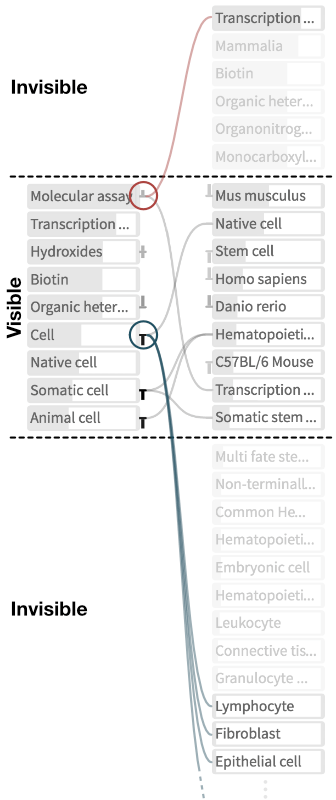 Transcription ...
Mammalia
Biotin
Organic heter...
Organonitrog...
Monocarboxyl...
Invisible
Visible
Molecular assay
Transcription ...
Hydroxides
Biotin
Organic heter...
Cell
Native cell
Somatic cell
Animal cell
Mus musculus
Native cell
Stem cell
Homo sapiens
Danio rerio
Hematopoieti...
C57BL/6 Mouse
Transcription ...
Somatic stem ...
Invisible
Multi fate ste...
Non-terminall...
Common He...
Hematopoieti...
Embryonic cell
Hematopoieti...
Leukocyte
Connective tis...
Granulocyte ...
Lymphocyte
Fibroblast
Epithelial cell